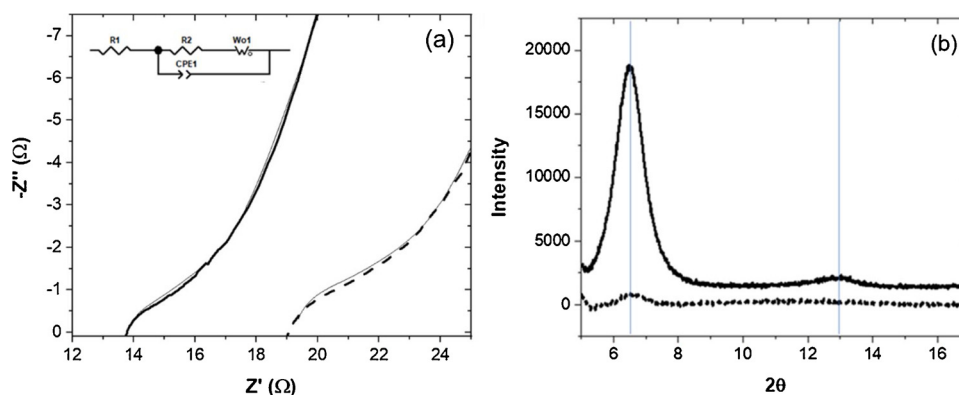 R1
R2
Wo1
CPE1
(a)
-7
-6
-5
-4
-3
-2
-1
0
-Z'' (Ω)
12 14 16 18 20 22 24
Z' (Ω)
(b)
20000
15000
10000
5000
0
Intensity
6 8 10 12 14 16
2θ